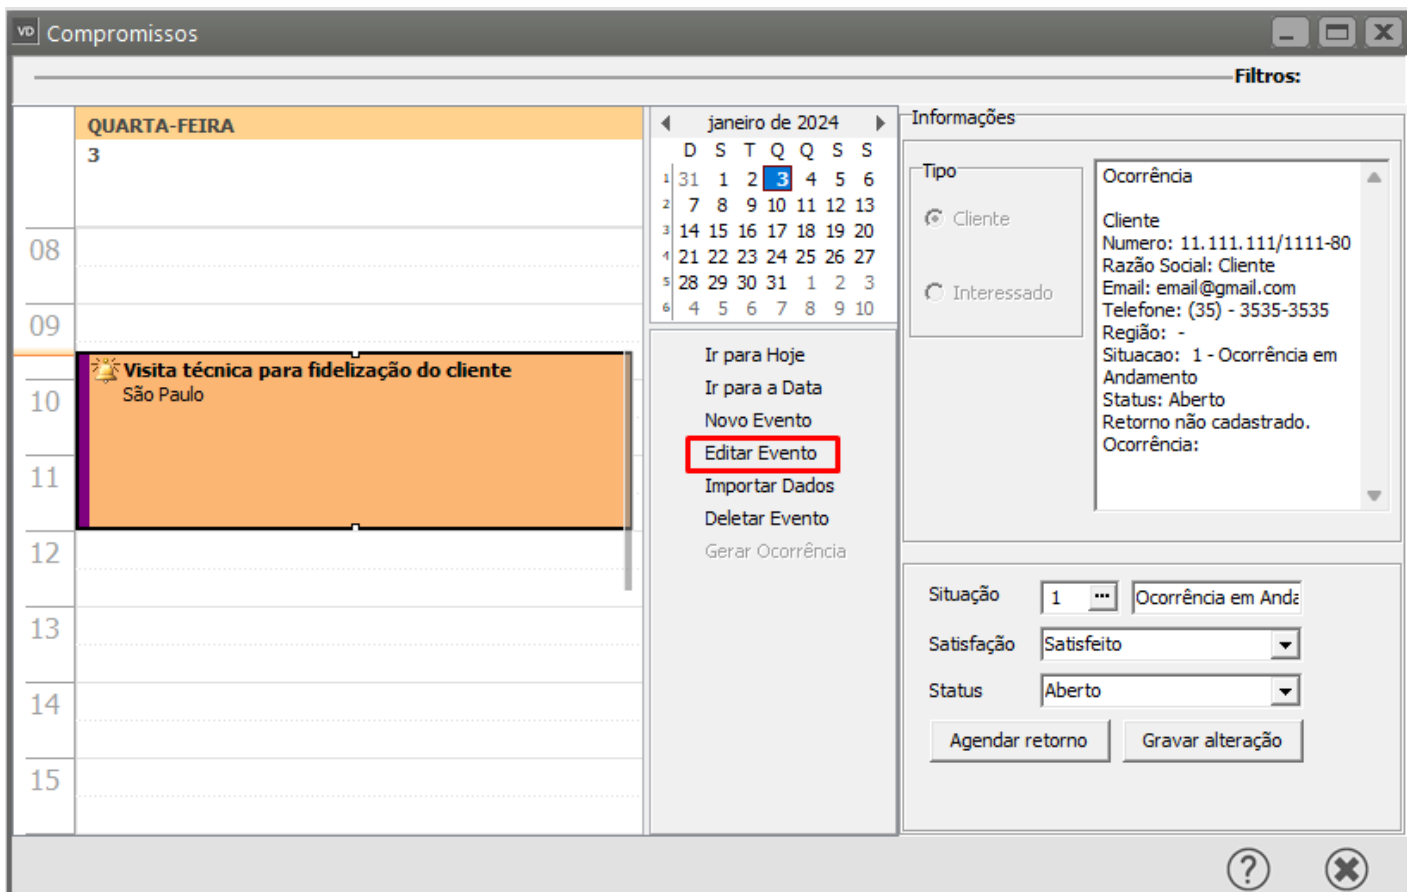 VD Compromissos
Filtros:
QUARTA-FEIRA
3
08
09
Visita técnica para fidelização do cliente
São Paulo
10
11
12
13
14
15
janeiro de 2024
D S T Q Q S S
1 31 1 2 3 4 5 6
2 7 8 9 10 11 12 13
3 14 15 16 17 18 19 20
4 21 22 23 24 25 26 27
5 28 29 30 31 1 2 3
6 4 5 6 7 8 9 10
Ir para Hoje
Ir para a Data
Novo Evento
Editar Evento
Importar Dados
Deletar Evento
Gerar Ocorrência
Informações
Tipo
Cliente
Interessado
Ocorrência
Cliente
Numero: 11.111.111/1111-80
Razão Social: Cliente
Email: email@gmail.com
Telefone: (35) - 3535-3535
Região: -
Situacao: 1 - Ocorrência em
Andamento
Status: Aberto
Retorno não cadastrado.
Ocorrência:
Situação 1 ... Ocorrência em Anda
Satisfação Satisfeito
Status Aberto
Agendar retorno Gravar alteração
?